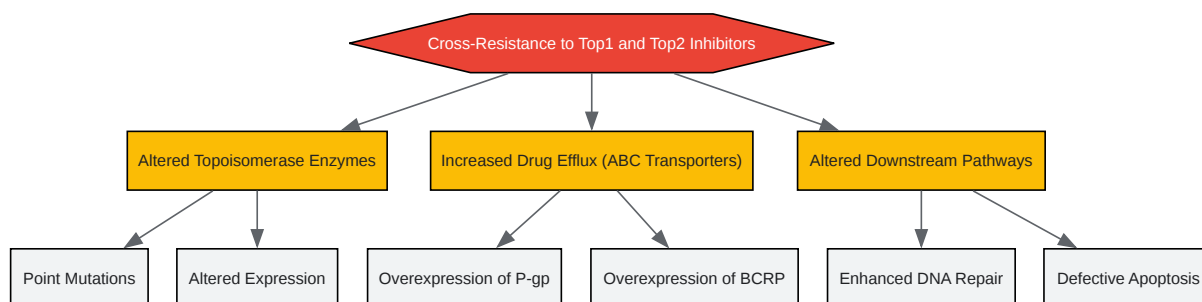 Cross-Resistance to Top1 and Top2 Inhibitors
Altered Topoisomerase Enzymes
Increased Drug Efflux (ABC Transporters)
Altered Downstream Pathways
Point Mutations
Altered Expression
Overexpression of P-gp
Overexpression of BCRP
Enhanced DNA Repair
Defective Apoptosis